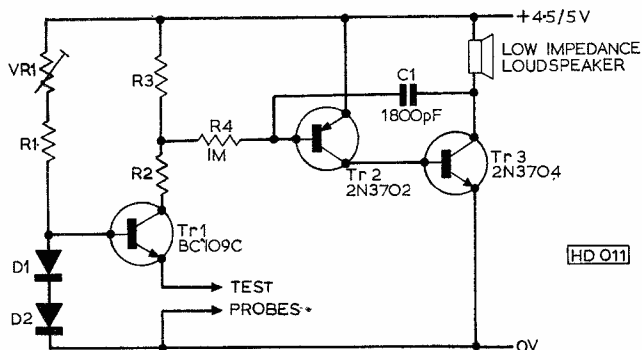 +4·5/5V
LOW IMPEDANCE
LOUDSPEAKER
VR1
R3
C1
1800pF
R1
R4
1M
R2
Tr2
2N3702
Tr3
2N3704
Tr1
BC109C
D1
HD 011
TEST
PROBES
D2
0V